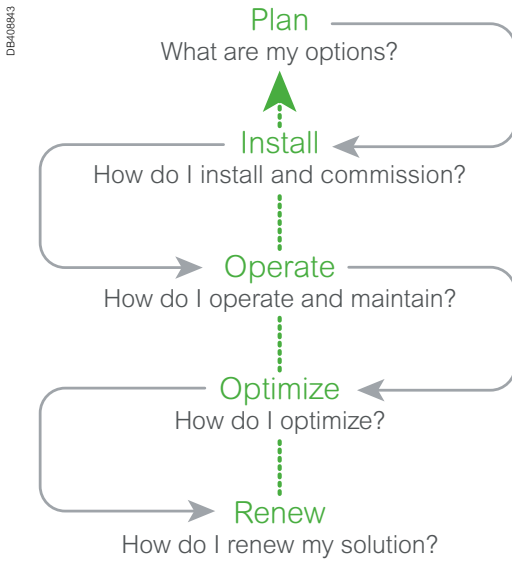 DB408843
Plan
What are my options?
Install
How do I install and commission?
Operate
How do I operate and maintain?
Optimize
How do I optimize?
Renew
How do I renew my solution?